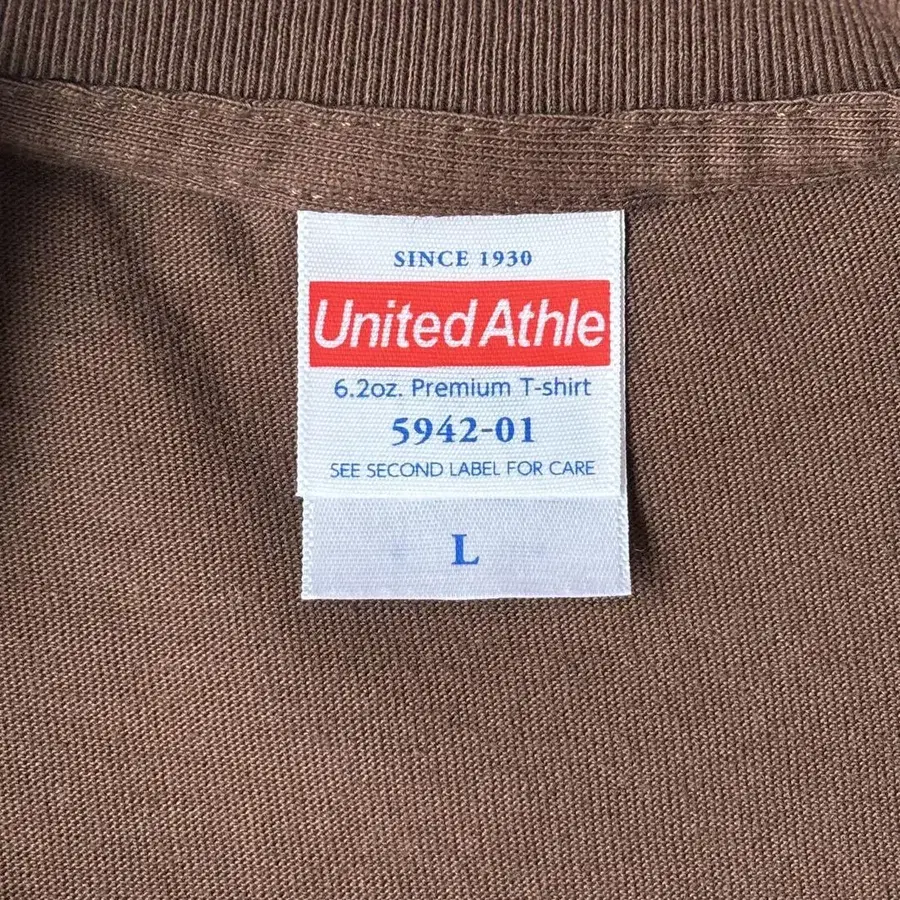 SINCE 1930
United Athle
6.2oz. Premium T-shirt
5942-01
SEE SECOND LABEL FOR CARE
L